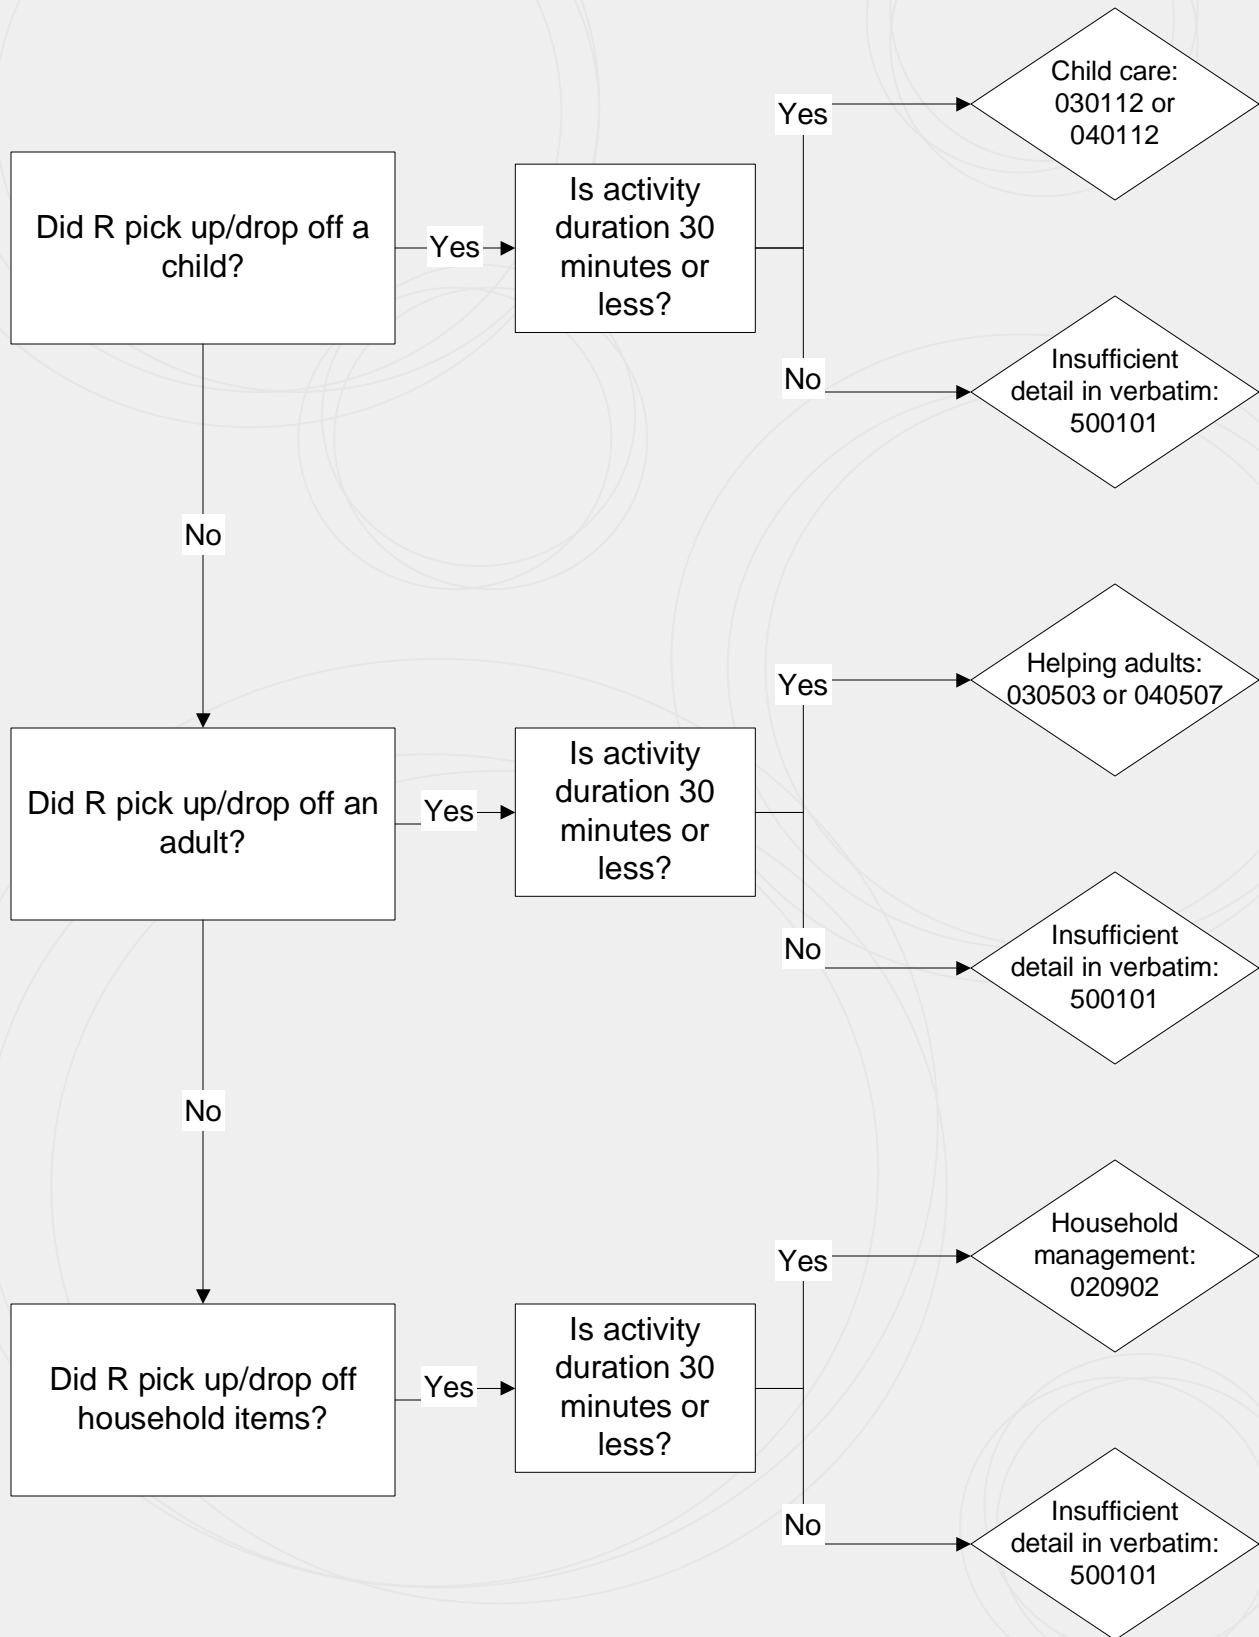 Child care:
030112 or
040112
Yes
Did R pick up/drop off a
child?
Yes
Is activity
duration 30
minutes or
less?
No
Insufficient
detail in verbatim:
500101
No
Helping adults:
030503 or 040507
Yes
Did R pick up/drop off an
adult?
Yes
Is activity
duration 30
minutes or
less?
No
Insufficient
detail in verbatim:
500101
No
Household
management:
020902
Yes
Did R pick up/drop off
household items?
Yes
Is activity
duration 30
minutes or
less?
No
Insufficient
detail in verbatim:
500101